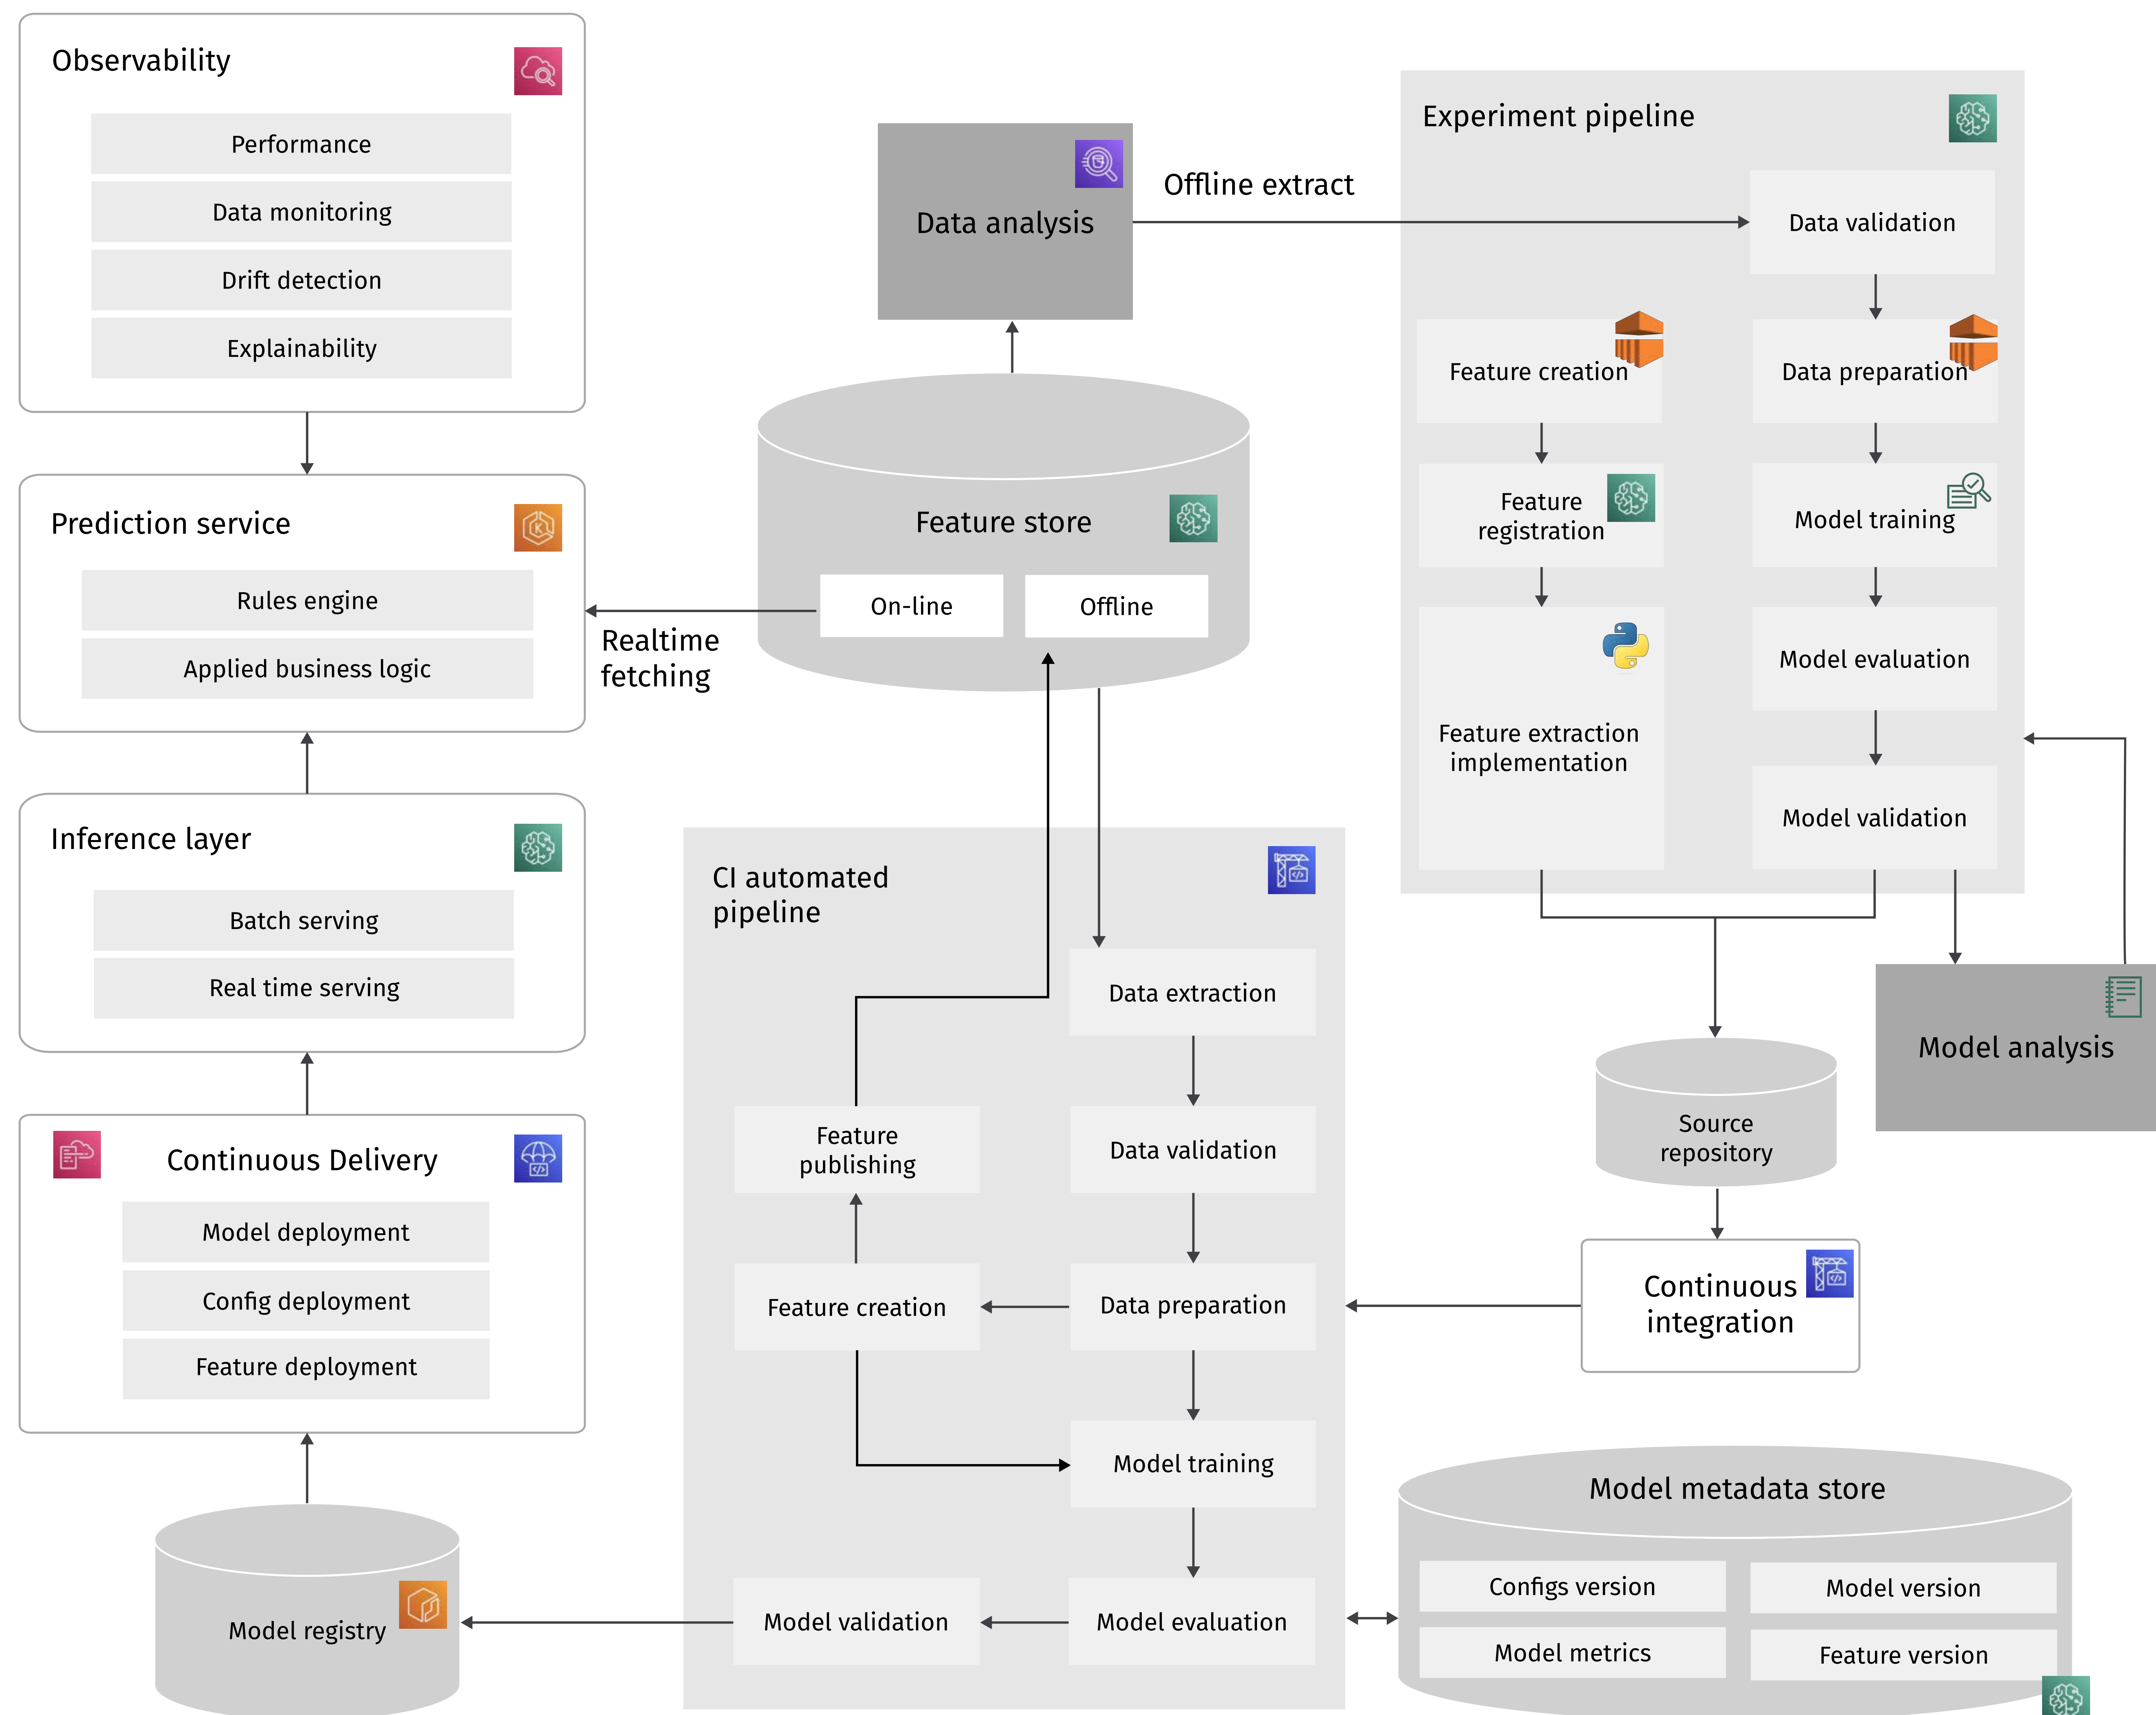 Observability
Performance
Data monitoring
Drift detection
Explainability
Prediction service
Rules engine
Applied business logic
Inference layer
Batch serving
Real time serving
Continuous Delivery
Model deployment
Config deployment
Feature deployment
Model registry
Data analysis
Offline extract
Feature store
On-line
Offline
Realtime
fetching
CI automated
pipeline
Data extraction
Feature
publishing
Data validation
Feature creation
Data preparation
Model training
Model validation
Model evaluation
Experiment pipeline
Data validation
Feature creation
Data preparation
Feature
registration
Model training
Feature extraction
implementation
Model evaluation
Model validation
Model analysis
Source
repository
Continuous
integration
Model metadata store
Configs version
Model version
Model metrics
Feature version